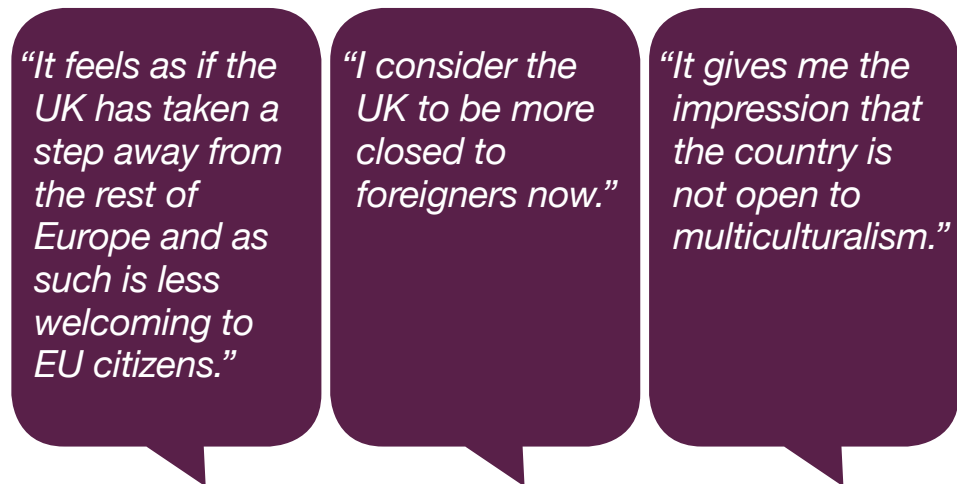 “It feels as if the
UK has taken a
step away from
the rest of
Europe and as
such is less
welcoming to
EU citizens.”
“I consider the
UK to be more
closed to
foreigners now.”
“It gives me the
impression that
the country is
not open to
multiculturalism.”